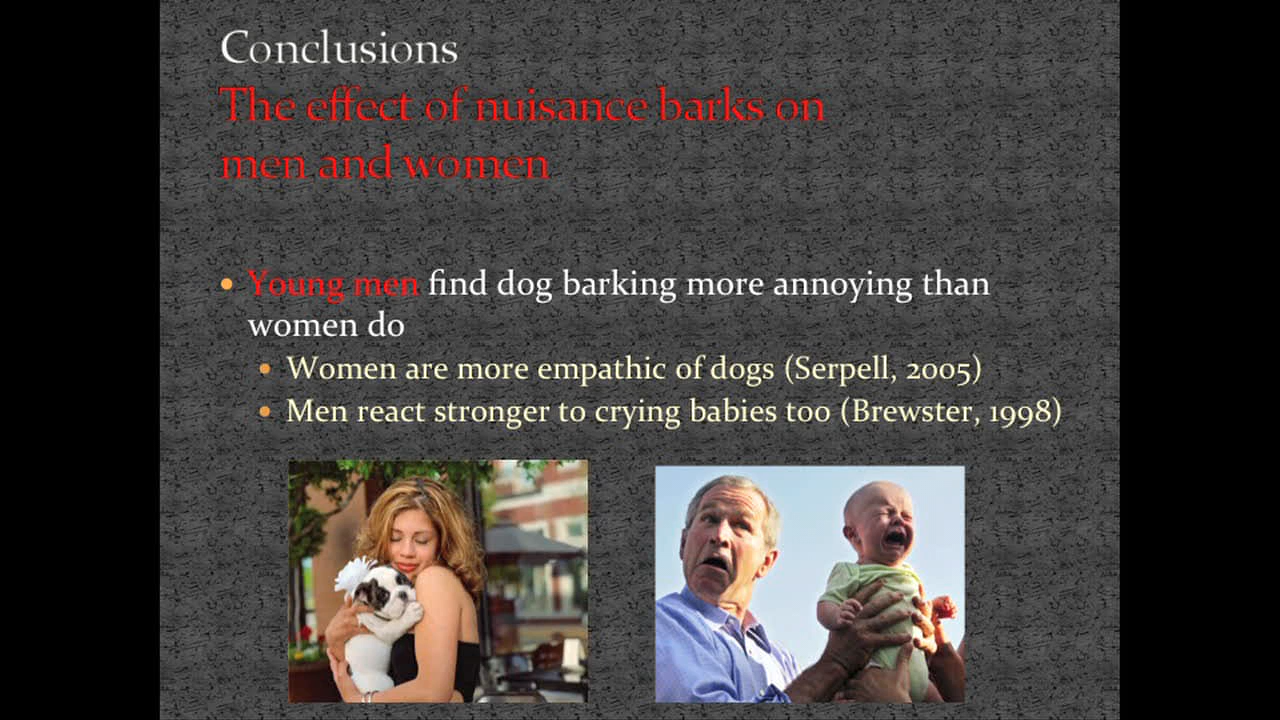 Conclusions
The effect of nuisance barks on
men and women
• Young men find dog barking more annoying than
women do
• Women are more empathic of dogs (Serpell, 2005)
• Men react stronger to crying babies too (Brewster, 1998)